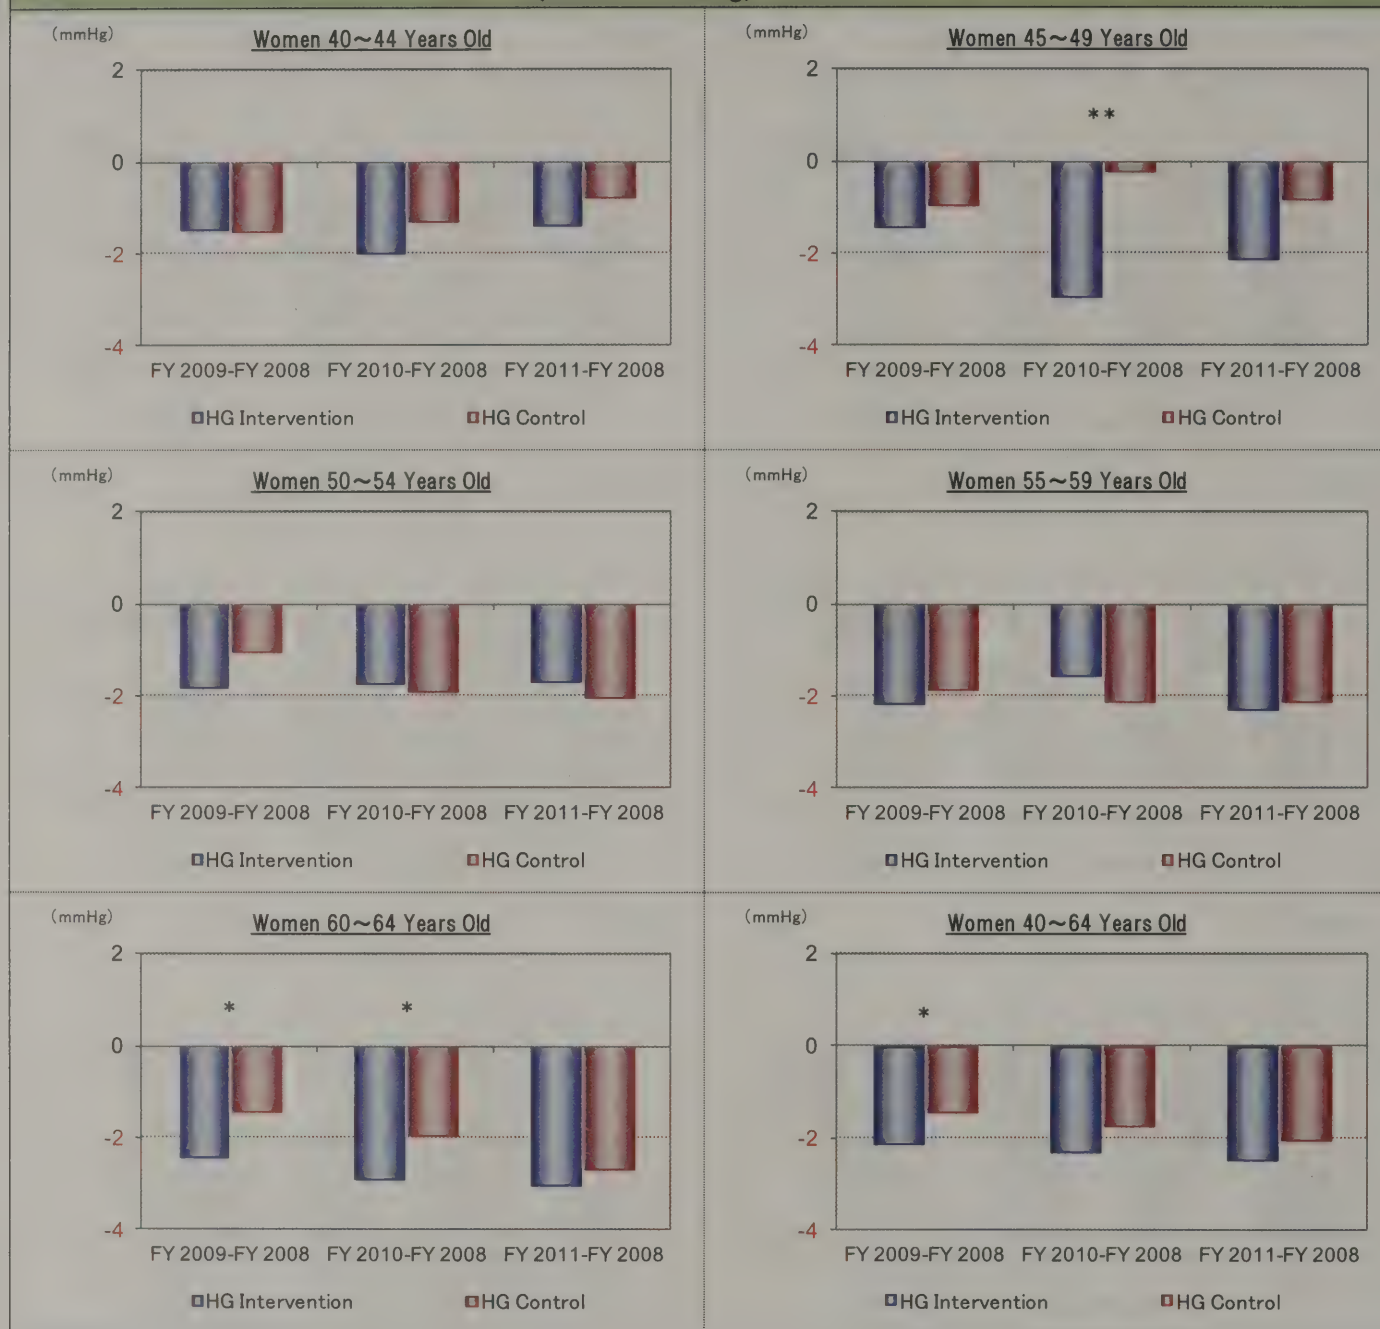 (mmHg)
Women 40～44 Years Old
2
0
-2
-4
FY 2009-FY 2008 FY 2010-FY 2008 FY 2011-FY 2008
HG Intervention HG Control
(mmHg)
Women 45～49 Years Old
2
**
0
-2
-4
FY 2009-FY 2008 FY 2010-FY 2008 FY 2011-FY 2008
HG Intervention HG Control
(mmHg)
Women 50～54 Years Old
2
0
-2
-4
FY 2009-FY 2008 FY 2010-FY 2008 FY 2011-FY 2008
HG Intervention HG Control
(mmHg)
Women 55～59 Years Old
2
0
-2
-4
FY 2009-FY 2008 FY 2010-FY 2008 FY 2011-FY 2008
HG Intervention HG Control
(mmHg)
Women 60～64 Years Old
2
* *
0
-2
-4
FY 2009-FY 2008 FY 2010-FY 2008 FY 2011-FY 2008
HG Intervention HG Control
(mmHg)
Women 40～64 Years Old
2
*
0
-2
-4
FY 2009-FY 2008 FY 2010-FY 2008 FY 2011-FY 2008
HG Intervention HG Control